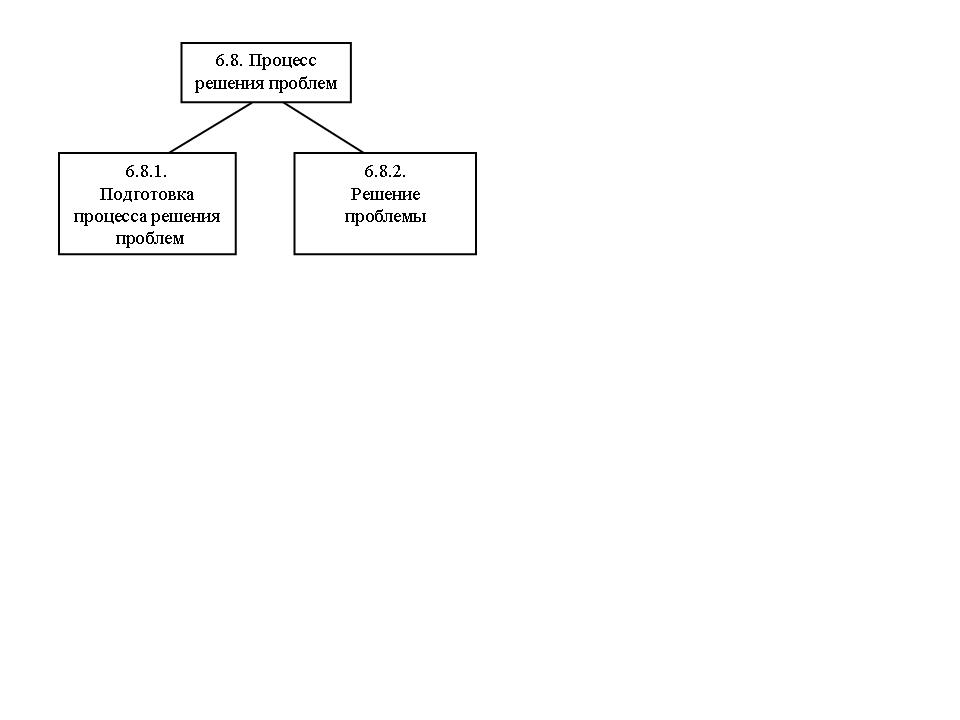 6.8. Процесс
решения проблем
6.8.1.
Подготовка
процесса решения
проблем
6.8.2.
Решение
проблемы